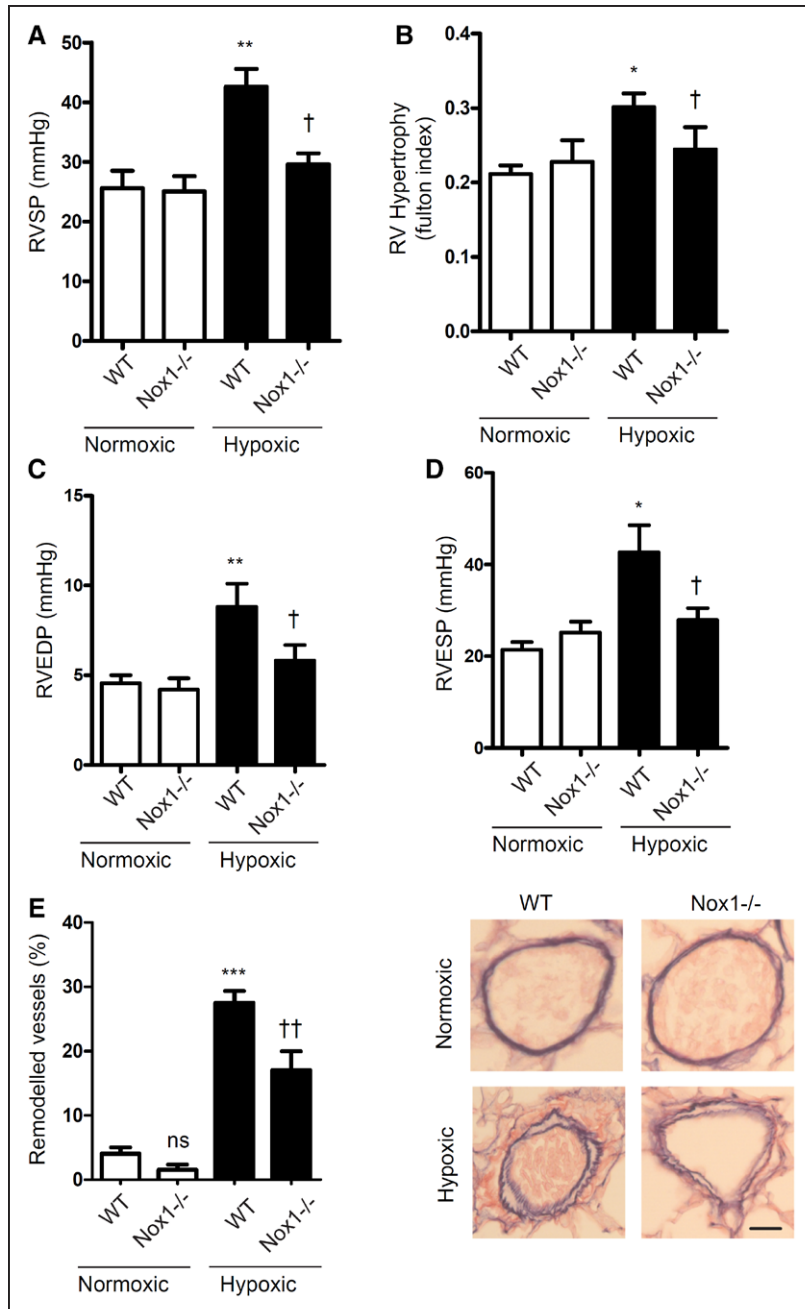 A
RVSP (mmHg)
50
40
30
20
10
0
**
†
WT
Nox1-/-
WT
Nox1-/-
Normoxic
Hypoxic
B
RV Hypertrophy
(fulton index)
0.4
0.3
0.2
0.1
0.0
*
†
WT
Nox1-/-
WT
Nox1-/-
Normoxic
Hypoxic
C
RVEDP (mmHg)
15
10
5
0
**
†
WT
Nox1-/-
WT
Nox1-/-
Normoxic
Hypoxic
D
RVESP (mmHg)
60
40
20
0
*
†
WT
Nox1-/-
WT
Nox1-/-
Normoxic
Hypoxic
E
Remodelled vessels (%)
40
30
20
10
0
ns
***
††
WT
Nox1-/-
WT
Nox1-/-
Normoxic
Hypoxic
WT
Nox1-/-
Normoxic
Hypoxic